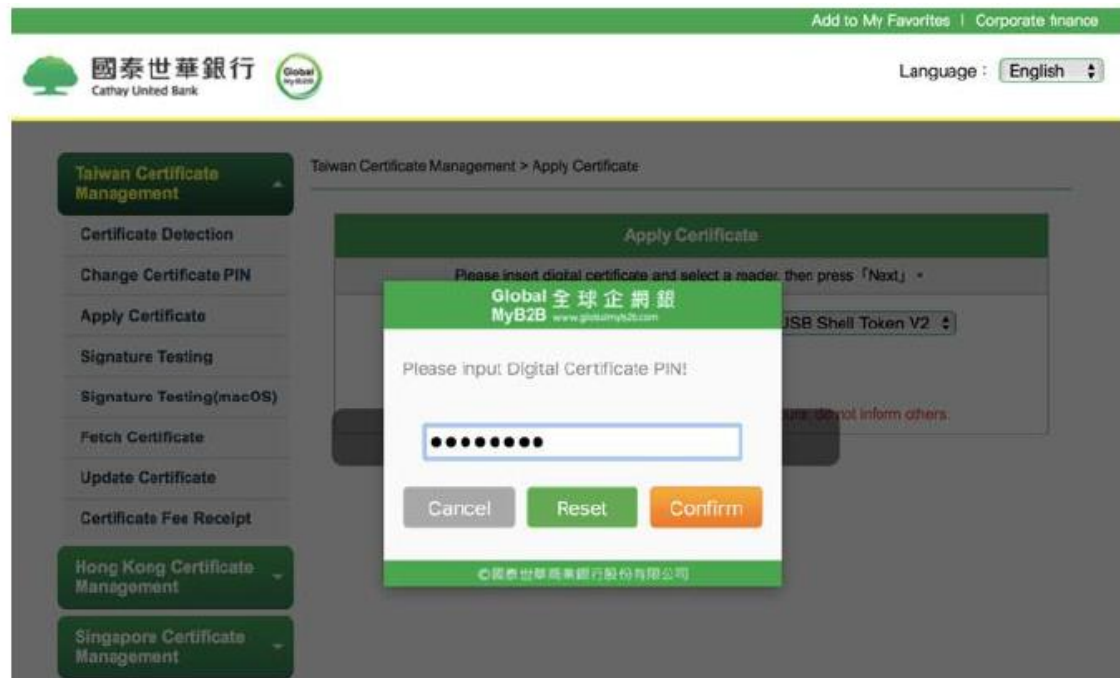 Add to My Favorites | Corporate finance
國泰世華銀行
Cathay United Bank
Global
MyB2B
Language : English
Taiwan Certificate
Management
Taiwan Certificate Management > Apply Certificate
Certificate Detection
Change Certificate PIN
Apply Certificate
Signature Testing
Signature Testing(macOS)
Fetch Certificate
Update Certificate
Certificate Fee Receipt
Hong Kong Certificate
Management
Singapore Certificate
Management
Apply Certificate
Please insert digital certificate and select a reader, then press「Next」。
USB Shell Token V2
do not inform others.
Global 全球企網銀
MyB2B www.globalmyb2b.com
Please input Digital Certificate PIN!
●●●●●●●●
Cancel
Reset
Confirm
©國泰世華商業銀行股份有限公司